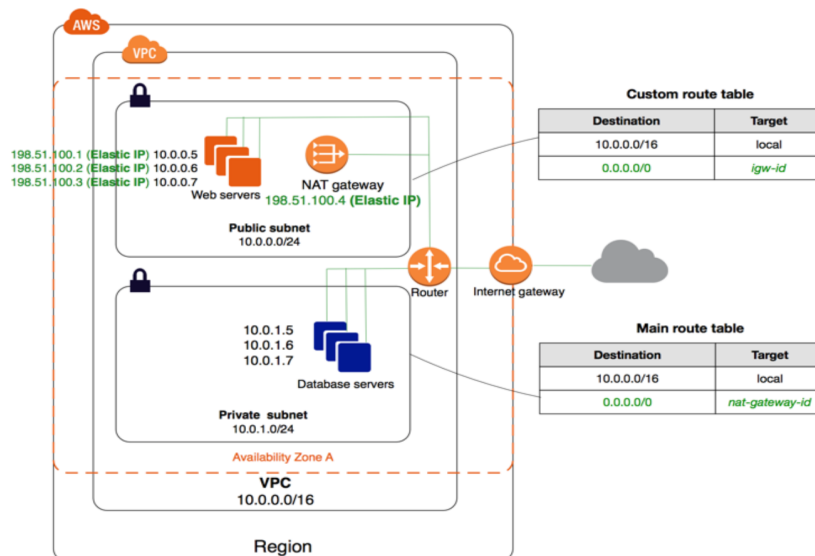 AWS
VPC
198.51.100.1 (Elastic IP) 10.0.0.5
198.51.100.2 (Elastic IP) 10.0.0.6
198.51.100.3 (Elastic IP) 10.0.0.7
Web servers
NAT gateway
198.51.100.4 (Elastic IP)
Public subnet
10.0.0.0/24
Custom route table
Destination Target
10.0.0.0/16 local
0.0.0.0/0 igw-id
Router
Internet gateway
10.0.1.5
10.0.1.6
10.0.1.7
Database servers
Private subnet
10.0.1.0/24
Main route table
Destination Target
10.0.0.0/16 local
0.0.0.0/0 nat-gateway-id
Availability Zone A
VPC
10.0.0.0/16
Region